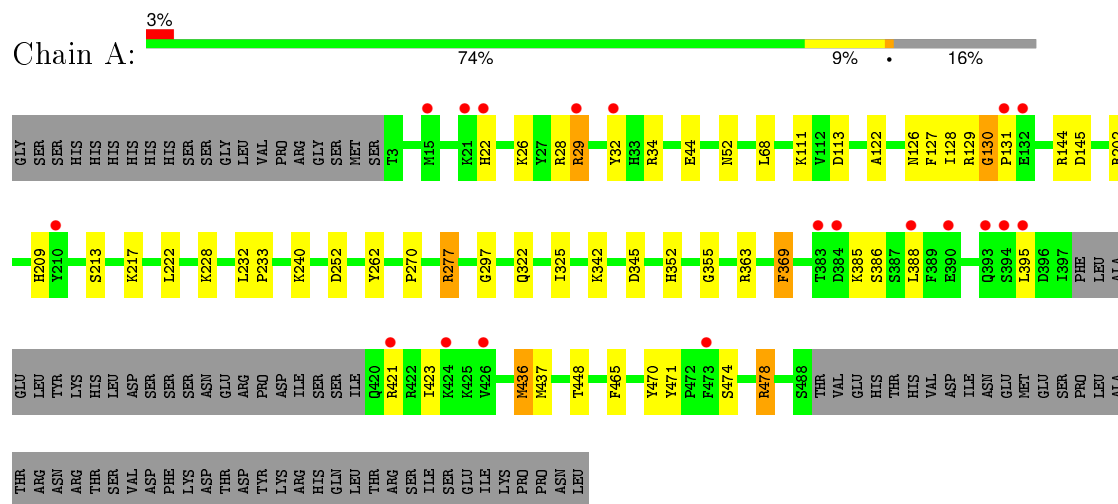 3%
Chain A:
74% 9% • 16%
GLY SER SER HIS HIS HIS HIS HIS HIS SER SER GLY LEU VAL PRO ARG GLY SER MET SER T3 M15 K21 H22 K26 Y27 R28 R29 Y32 H33 R34 E44 N52 L68 K111 V112 D113 A122 N126 F127 I128 R129 G130 P131 E132 R144 D145
H209 Y210 S213 K217 L222 K228 L232 P233 K240 D252 Y262 P270 R277 G297 Q322 I325 K342 D345 H352 G355 R363 F369 T383 D384 K385 S386 S387 L388 F389 E390 Q393 S394 L395 D396 I397 PHE LEU ALA
GLU LEU TYR LYS HIS LEU ASP SER SER SER ASN GLU ARG PRO ASP ILE SER SER ILE Q420 R421 R422 I423 K424 K425 V426 M436 M437 T448 F465 Y470 Y471 P472 F473 S474 R478 S488 THR VAL GLU HIS THR HIS VAL ASP ILE ASN GLU MET GLU SER PRO LEU ALA
THR ARG ASN ARG THR SER VAL ASP PHE LYS ASP THR ASP TYR LYS ARG HIS GLN LEU THR ARG SER ILE SER GLU ILE LYS PRO PRO ASN LEU